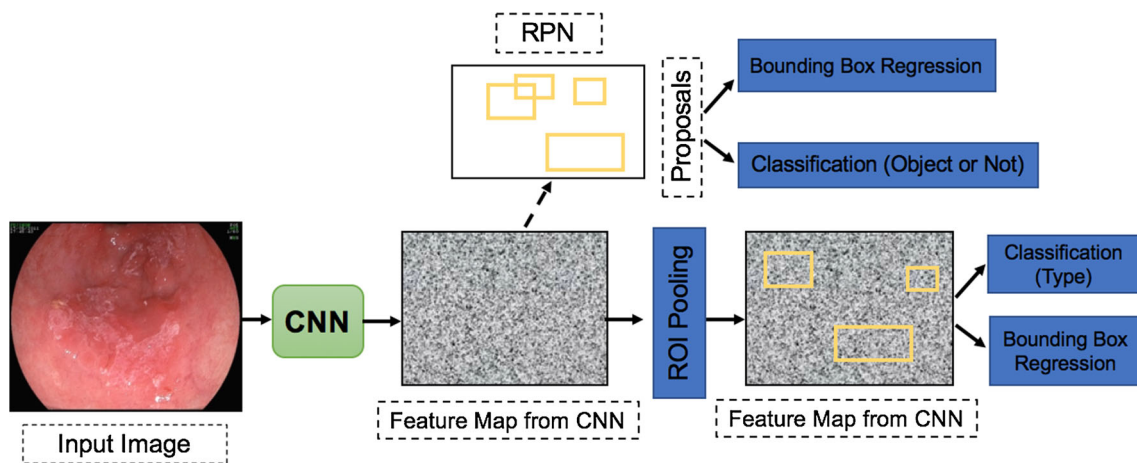 RPN
Proposals
Bounding Box Regression
Classification (Object or Not)
CNN
ROI Pooling
Classification
(Type)
Bounding Box
Regression
Input Image
Feature Map from CNN
Feature Map from CNN